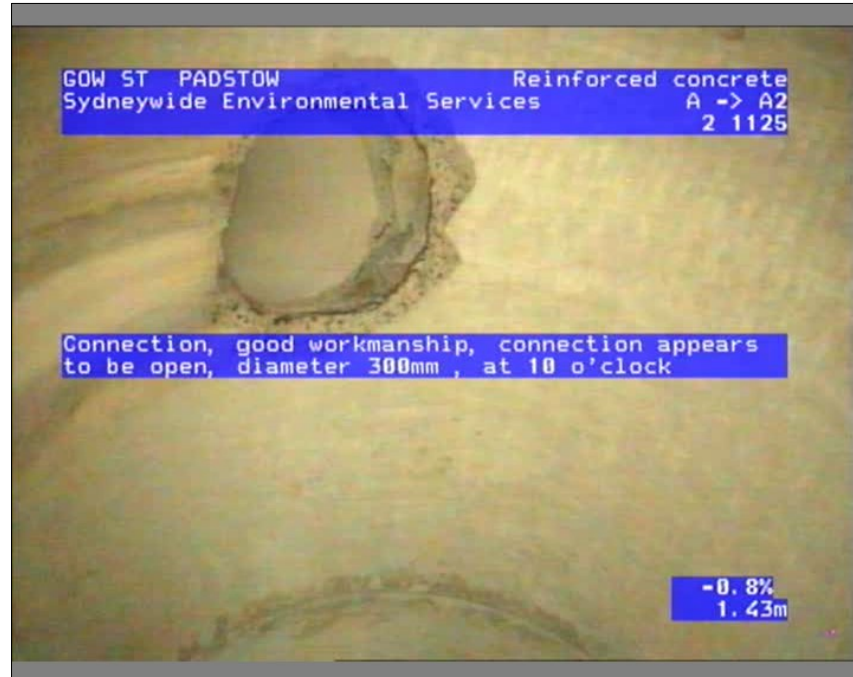 GOW ST PADSTOW Reinforced concrete
Sydneywide Environmental Services A -> A2
2 1125
Connection, good workmanship, connection appears
to be open, diameter 300mm , at 10 o'clock
-0.8%
1.43m